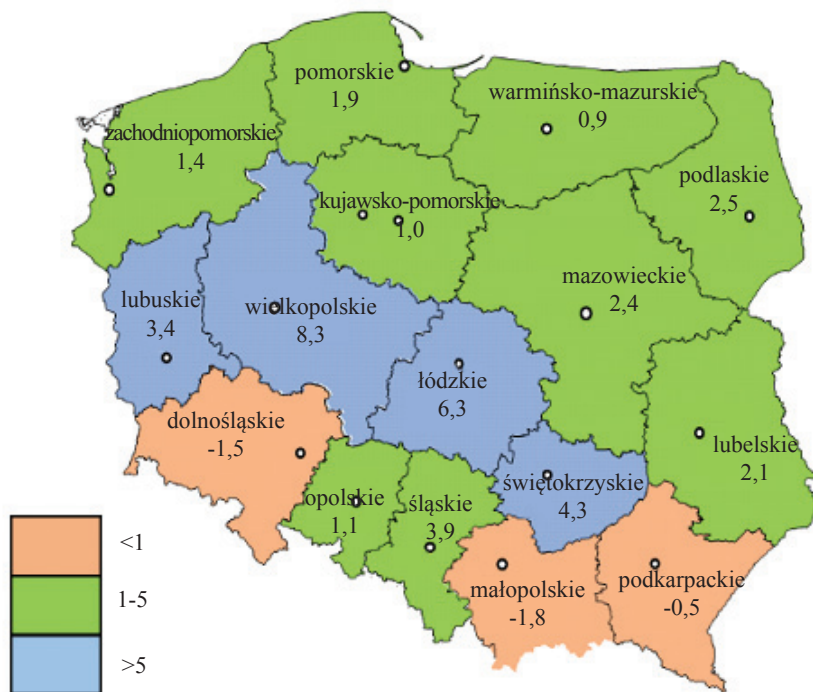 pomorskie
1,9
warmińsko-mazurskie
0,9
zachodniopomorskie
1,4
podlaskie
2,5
kujawsko-pomorskie
1,0
mazowieckie
2,4
lubuskie
3,4
wielkopolskie
8,3
łódzkie
6,3
dolnośląskie
-1,5
lubelskie
2,1
opolskie
1,1
śląskie
3,9
świętokrzyskie
4,3
małopolskie
-1,8
podkarpackie
-0,5
<1
1-5
>5